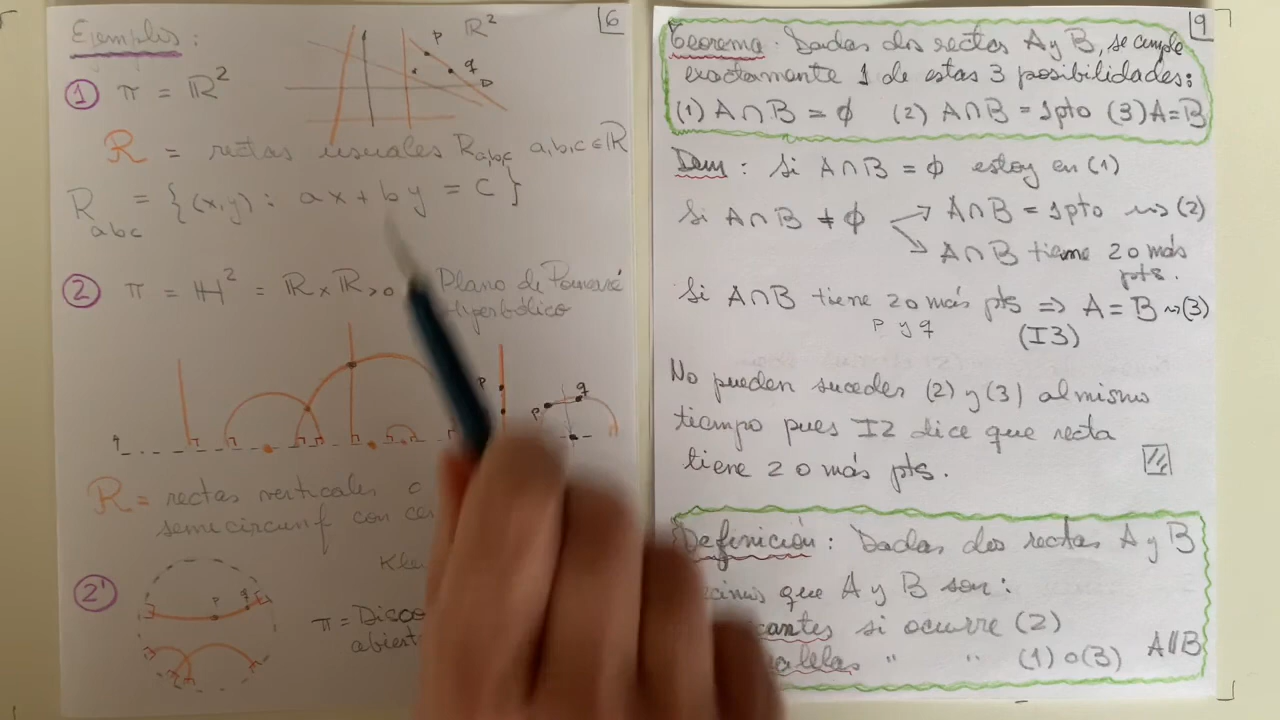 6
Ejemplos:
R²
P
q
① π = R²
R = rectas usuales R a,b,c a,b,c ∈ R
R abc = {(x,y) : ax + by = c}
② π = H² = R × R>0 Plano de Poincaré
Hiperbólico
P
P
q
R = rectas verticales o
semicircunf con
②' P q
π = Disco
abierto
9
Teorema. Dadas dos rectas A y B, se cumple
exactamente 1 de estas 3 posibilidades:
(1) A ∩ B = ∅ (2) A ∩ B = 1pto (3) A = B
Dem: Si A ∩ B = ∅ estoy en (1)
Si A ∩ B ≠ ∅ ↗ A ∩ B = 1pto ⇝ (2)
↘ A ∩ B tiene 2 o más
pts.
Si A ∩ B tiene 2 o más pts ⇒ A = B ⇝ (3)
P y q (I3)
No pueden suceder (2) y (3) al mismo
tiempo pues I2 dice que recta
tiene 2 o más pts.
Definición: Dadas dos rectas A y B
que A y B son:
si ocurre (2)
" " (1) o (3) A∥B